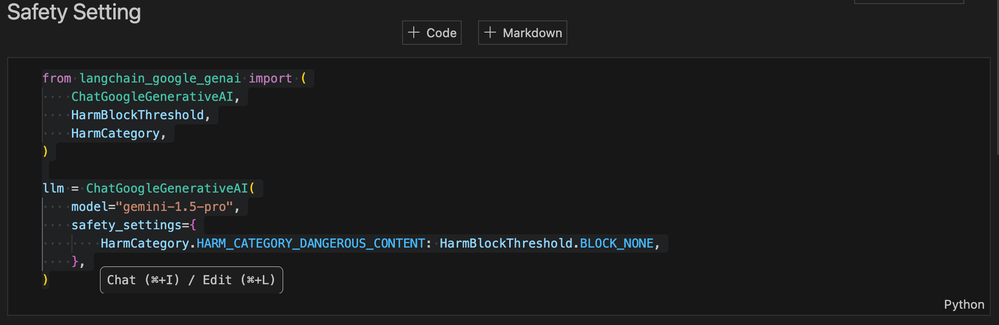 Safety Setting
+ Code + Markdown
from langchain_google_genai import (
    ChatGoogleGenerativeAI,
    HarmBlockThreshold,
    HarmCategory,
)

llm = ChatGoogleGenerativeAI(
    model="gemini-1.5-pro",
    safety_settings={
        HarmCategory.HARM_CATEGORY_DANGEROUS_CONTENT: HarmBlockThreshold.BLOCK_NONE,
    },
)
Chat (⌘+I) / Edit (⌘+L)
Python